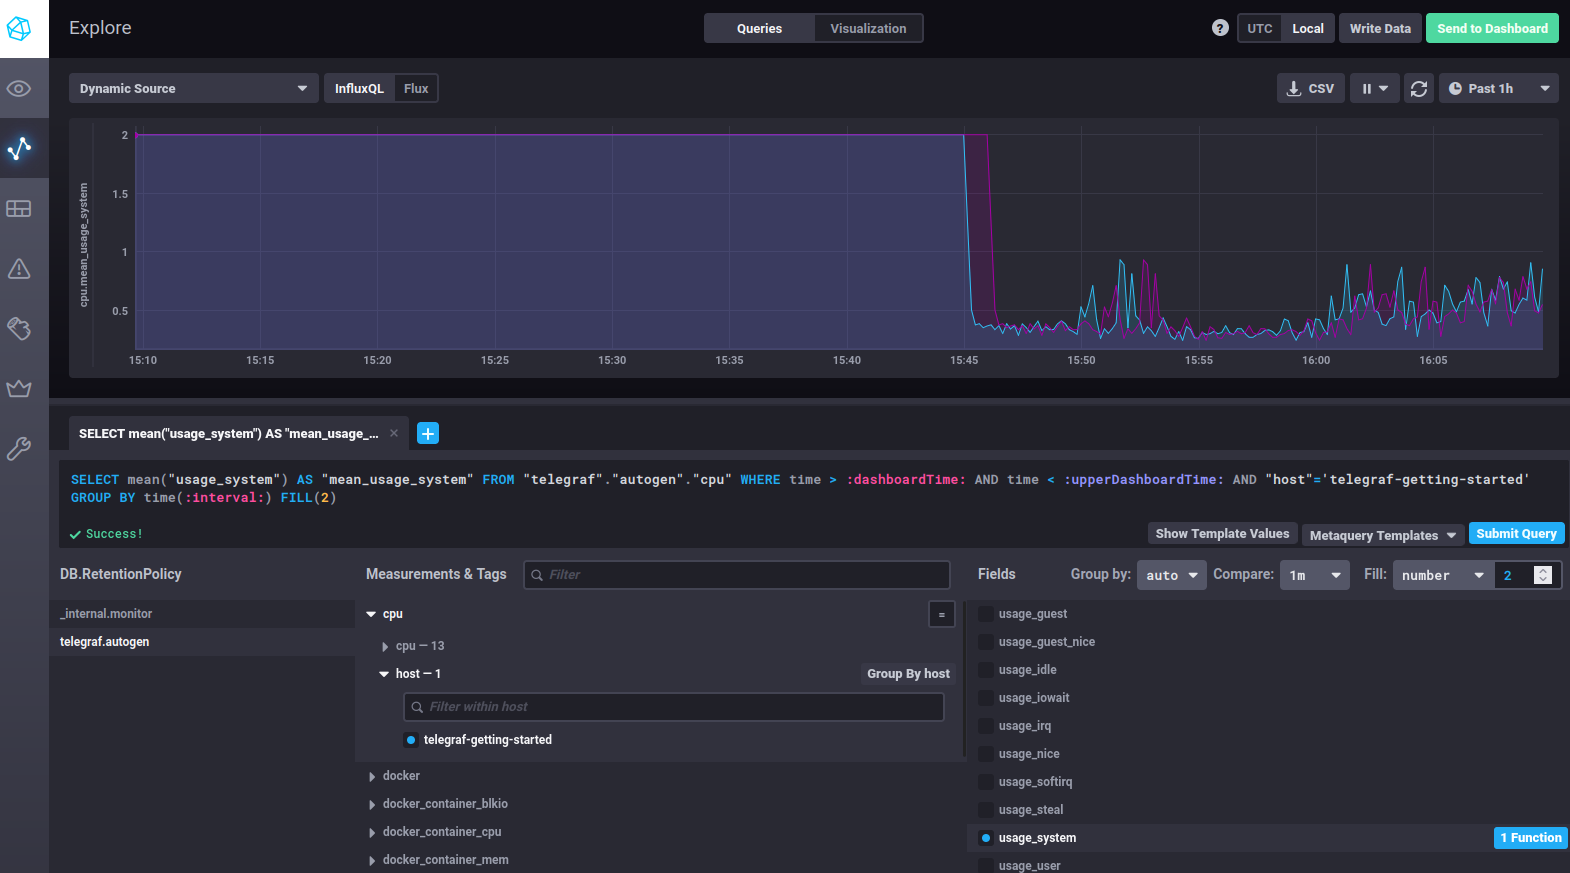 Explore
Queries
Visualization
?
UTC
Local
Write Data
Send to Dashboard
Dynamic Source
InfluxQL
Flux
CSV
Past 1h
cpu.mean_usage_system
2
1.5
1
0.5
15:10
15:15
15:20
15:25
15:30
15:35
15:40
15:45
15:50
15:55
16:00
16:05
SELECT mean("usage_system") AS "mean_usage_...
×
+
SELECT mean("usage_system") AS "mean_usage_system" FROM "telegraf"."autogen"."cpu" WHERE time > :dashboardTime: AND time < :upperDashboardTime: AND "host"='telegraf-getting-started'
GROUP BY time(:interval:) FILL(2)
Success!
Show Template Values
Metaquery Templates
Submit Query
DB.RetentionPolicy
_internal.monitor
telegraf.autogen
Measurements & Tags
Filter
cpu
=
cpu — 13
host — 1
Group By host
Filter within host
telegraf-getting-started
docker
docker_container_blkio
docker_container_cpu
docker_container_mem
Fields
Group by:
auto
Compare:
1m
Fill:
number
2
usage_guest
usage_guest_nice
usage_idle
usage_iowait
usage_irq
usage_nice
usage_softirq
usage_steal
usage_system
1 Function
usage_user